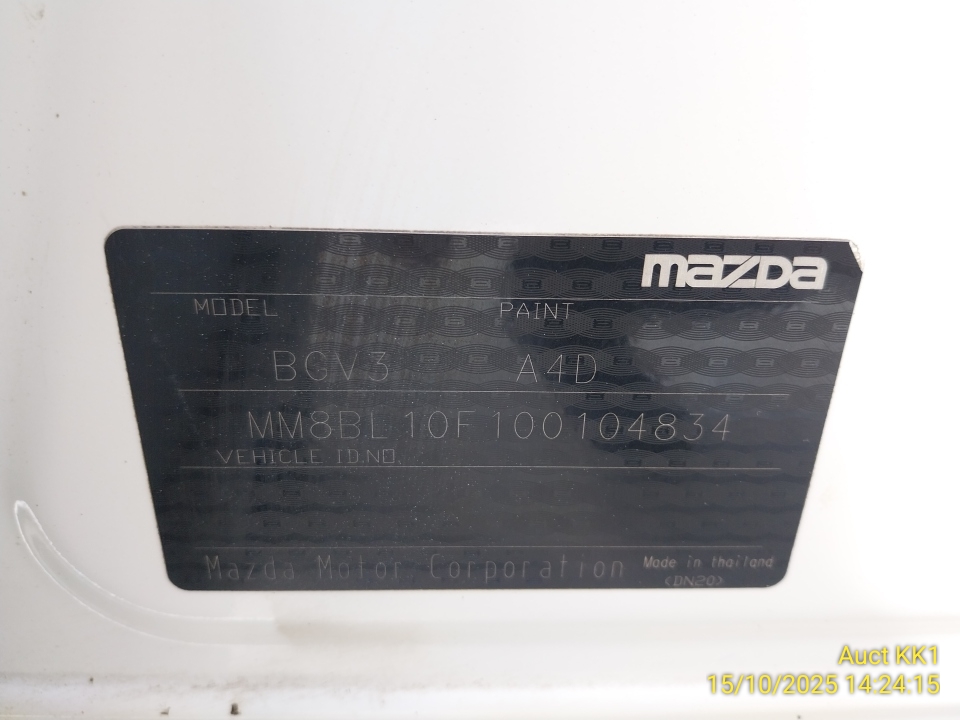 mazda
MODEL PAINT
BGV3 A4D
MM8BL10F100104834
VEHICLE ID.NO.
Mazda Motor Corporation Made in thailand
<DN20>
Auct KK1
15/10/2025 14:24:15